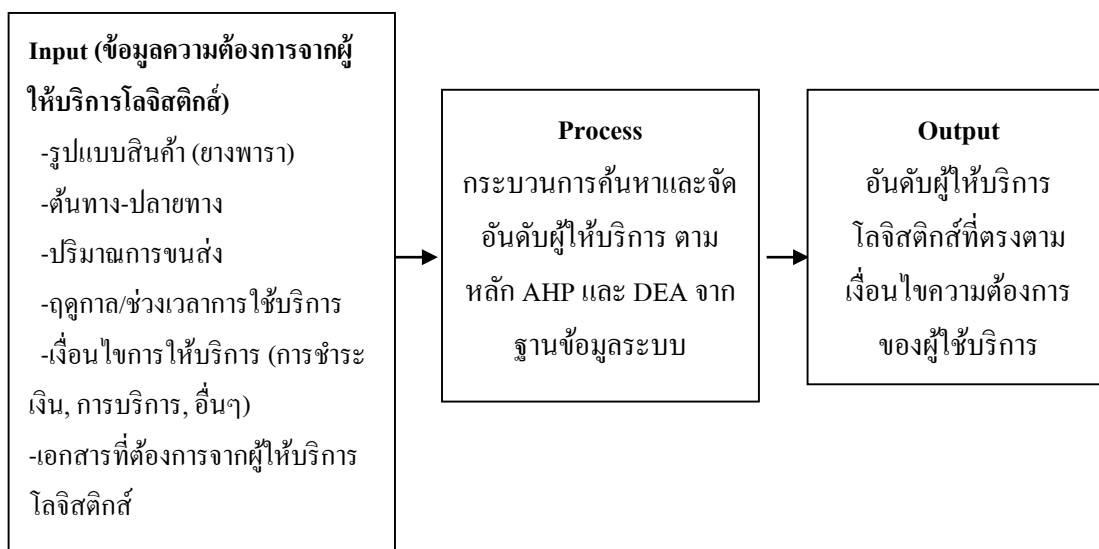 Input (ข้อมูลความต้องการจากผู้
ให้บริการโลจิสติกส์)
-รูปแบบสินค้า (ยางพารา)
-ต้นทาง-ปลายทาง
-ปริมาณการขนส่ง
-ฤดูกาล/ช่วงเวลาการใช้บริการ
-เงื่อนไขการให้บริการ (การชำระ
เงิน, การบริการ, อื่นๆ)
-เอกสารที่ต้องการจากผู้ให้บริการ
โลจิสติกส์
Process
กระบวนการค้นหาและจัด
อันดับผู้ให้บริการ ตาม
หลัก AHP และ DEA จาก
ฐานข้อมูลระบบ
Output
อันดับผู้ให้บริการ
โลจิสติกส์ที่ตรงตาม
เงื่อนไขความต้องการ
ของผู้ใช้บริการ